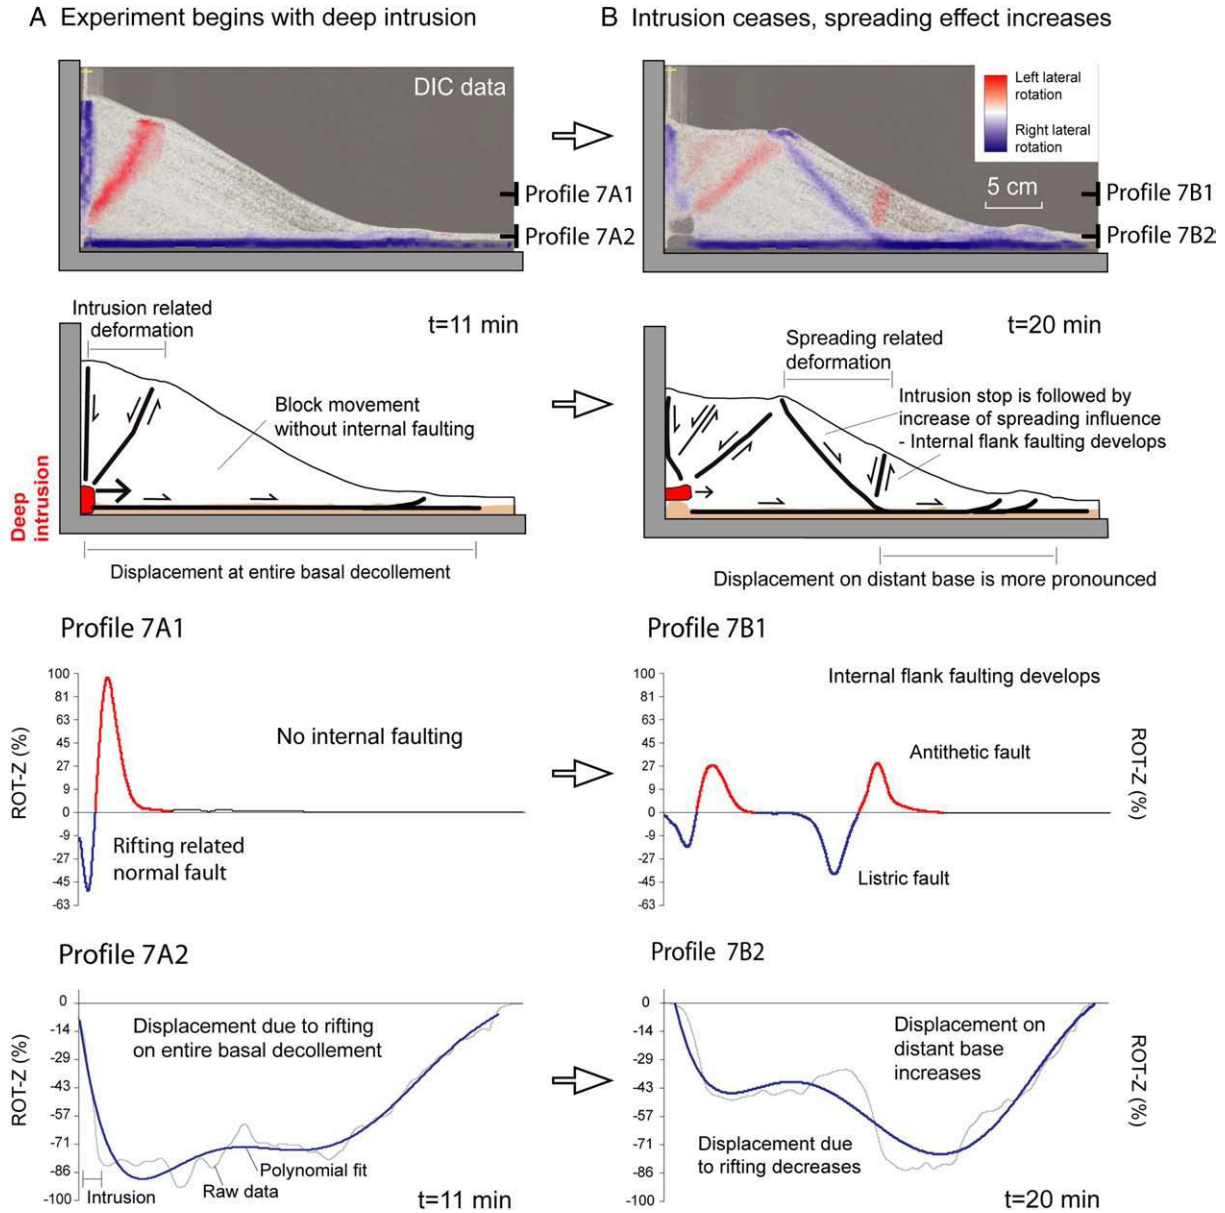 A Experiment begins with deep intrusion
B Intrusion ceases, spreading effect increases
DIC data
Profile 7A1
Profile 7A2
Left lateral
rotation
Right lateral
rotation
5 cm
Profile 7B1
Profile 7B2
Intrusion related
deformation
t=11 min
Block movement
without internal faulting
Deep
intrusion
Displacement at entire basal decollement
t=20 min
Spreading related
deformation
Intrusion stop is followed by
increase of spreading influence
- Internal flank faulting develops
Displacement on distant base is more pronounced
Profile 7A1
100
81
63
45
27
9
0
-9
-27
-45
-63
ROT-Z (%)
No internal faulting
Rifting related
normal fault
Profile 7B1
100
81
63
45
27
9
0
-9
-27
-45
-63
Internal flank faulting develops
Antithetic fault
Listric fault
ROT-Z (%)
Profile 7A2
0
-14
-29
-43
-57
-71
-86
-100
ROT-Z (%)
Displacement due to rifting
on entire basal decollement
Polynomial fit
Raw data
Intrusion
t=11 min
Profile 7B2
0
-14
-29
-43
-57
-71
-86
-100
Displacement on
distant base
increases
Displacement due
to rifting decreases
ROT-Z (%)
t=20 min